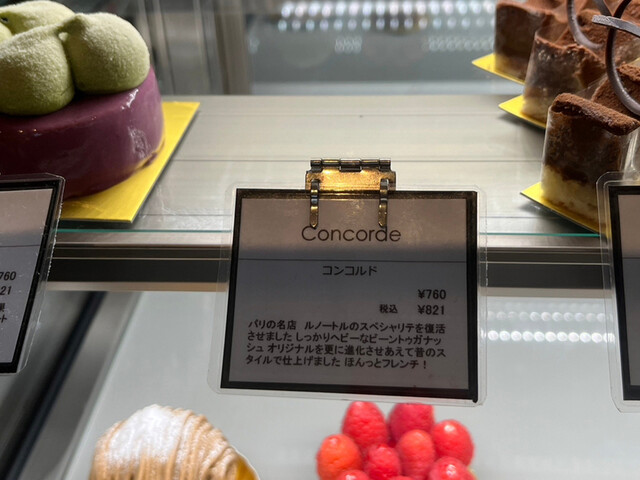 Concorde
コンコルド
¥760
税込 ¥821
パリの名店 ルノートルのスペシャリテを復活
させました しっかりヘビーなビーントゥガナッ
シュ オリジナルを更に進化させあえて昔のス
タイルで仕上げました ほんっとフレンチ！
760
21